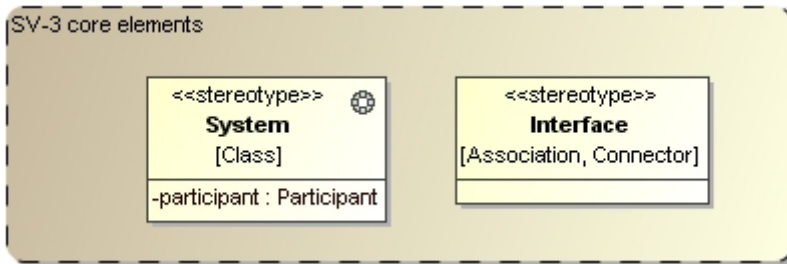 SV-3 core elements
<<stereotype>>
System
[Class]
-participant : Participant
<<stereotype>>
Interface
[Association, Connector]